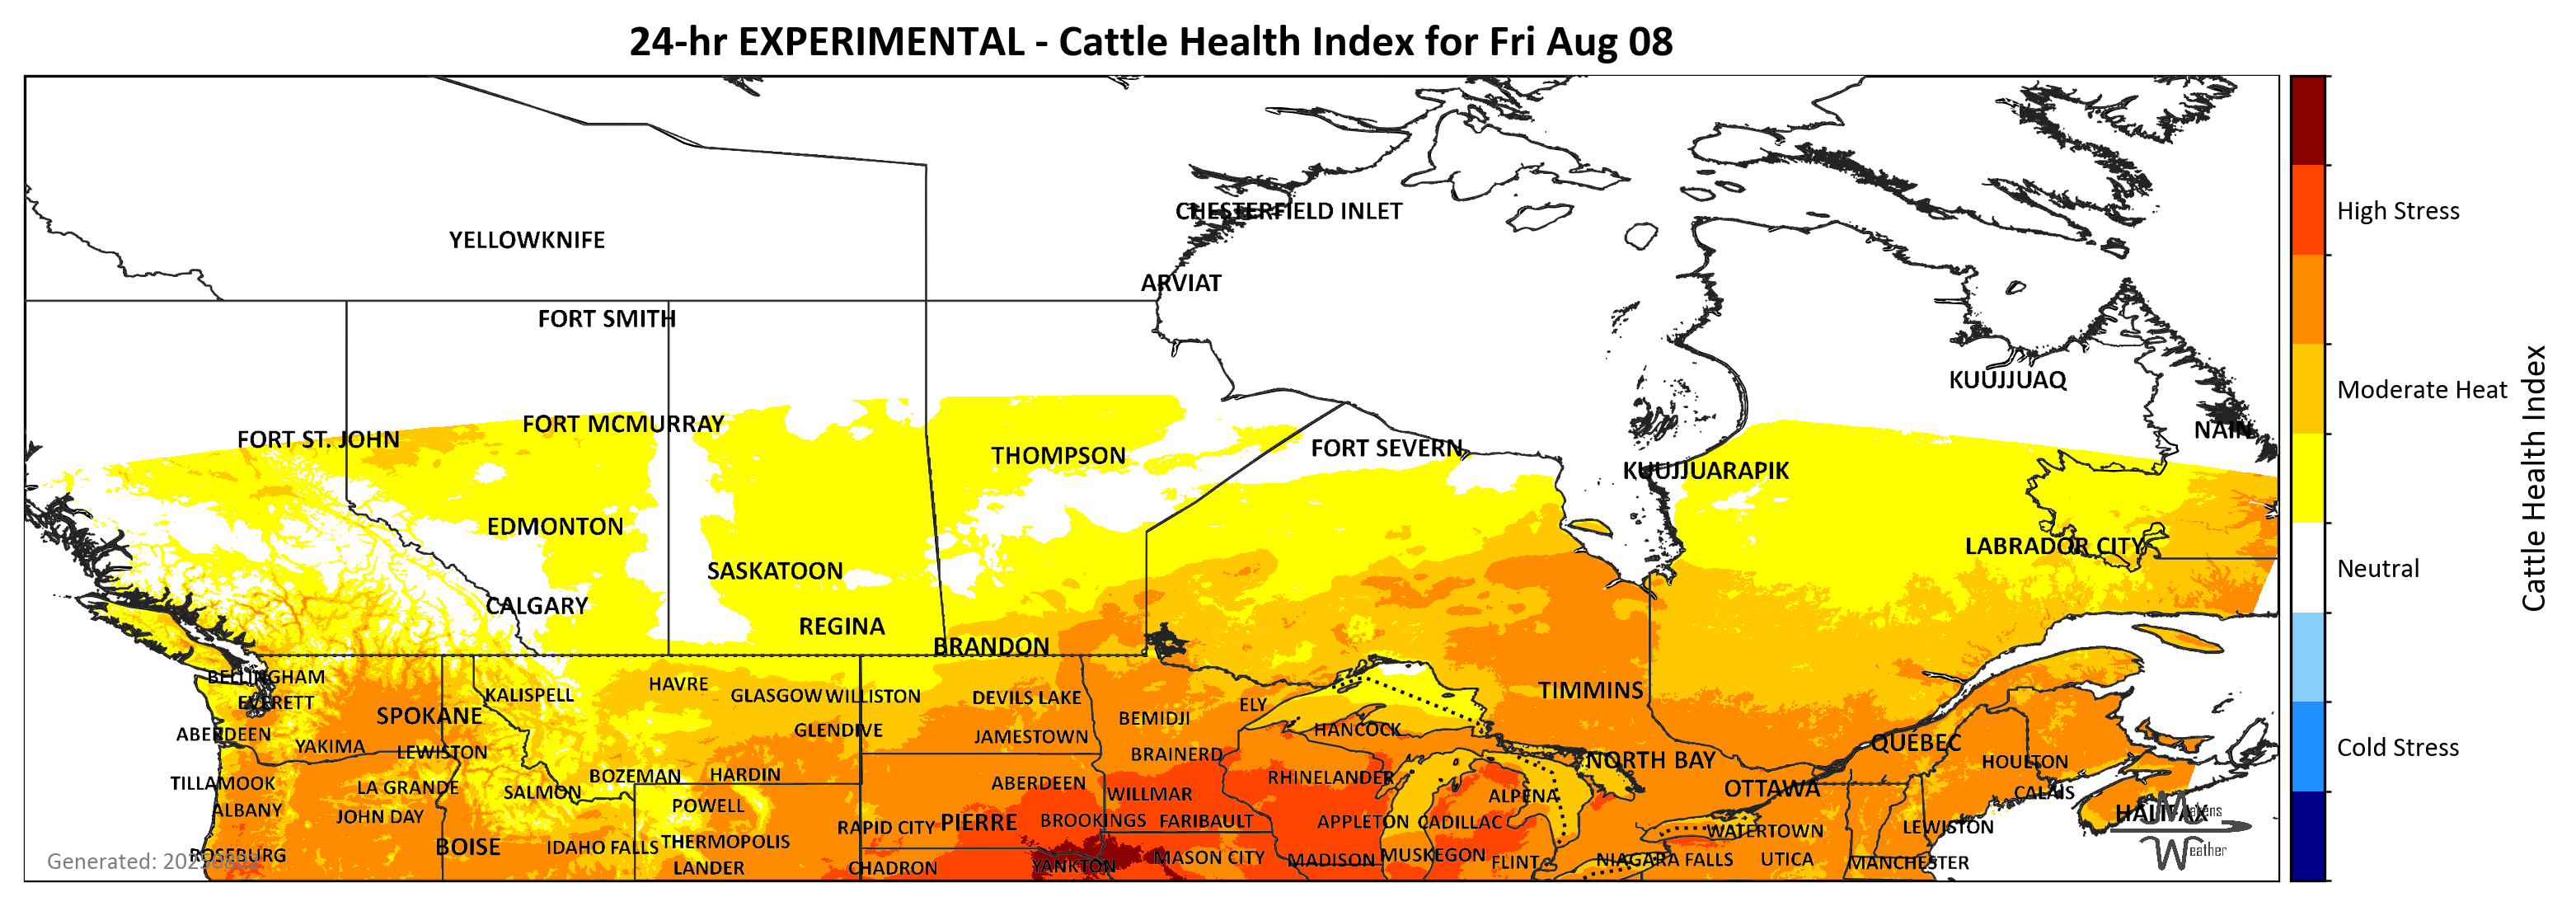 24-hr EXPERIMENTAL - Cattle Health Index for Fri Aug 08
CHESTERFIELD INLET
High Stress
YELLOWKNIFE
ARVIAT
FORT SMITH
KUUJJUAQ
Moderate Heat
FORT MCMURRAY
NAIN
FORT ST. JOHN
FORT SEVERN
THOMPSON
KUUJJUARAPIK
Cattle Health Index
EDMONTON
LABRADOR CITY
SASKATOON
Neutral
CALGARY
REGINA
BRANDON
BELLINGHAM
HAVRE
KALISPELL
GLASGOW WILLISTON
DEVILS LAKE
TIMMINS
EVERETT
ELY
SPOKANE
BEMIDJI
ABERDEEN
GLENDIVE
HANCOCK
JAMESTOWN
QUEBEC
YAKIMA
LEWISTON
BRAINERD
NORTH BAY
HOULTON
Cold Stress
BOZEMAN
HARDIN
RHINELANDER
TILLAMOOK
LA GRANDE
SALMON
ABERDEEN
WILLMAR
ALPENA
OTTAWA
CALAIS
ALBANY
JOHN DAY
POWELL
HALIFAX
Makens
RAPID CITY
PIERRE
BROOKINGS
FARIBAULT
APPLETON
CADILLAC
WATERTOWN
LEWISTON
BOISE
IDAHO FALLS
THERMOPOLIS
Weather
ROSEBURG
MASON CITY
MADISON
MUSKEGON
FLINT
NIAGARA FALLS
UTICA
MANCHESTER
Generated:
LANDER
CHADRON
YANKTON